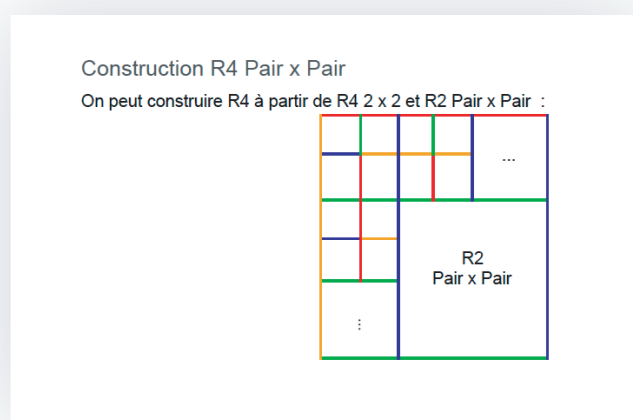 Construction R4 Pair x Pair
On peut construire R4 à partir de R4 2 x 2 et R2 Pair x Pair :
...
R2
Pair x Pair
⋮